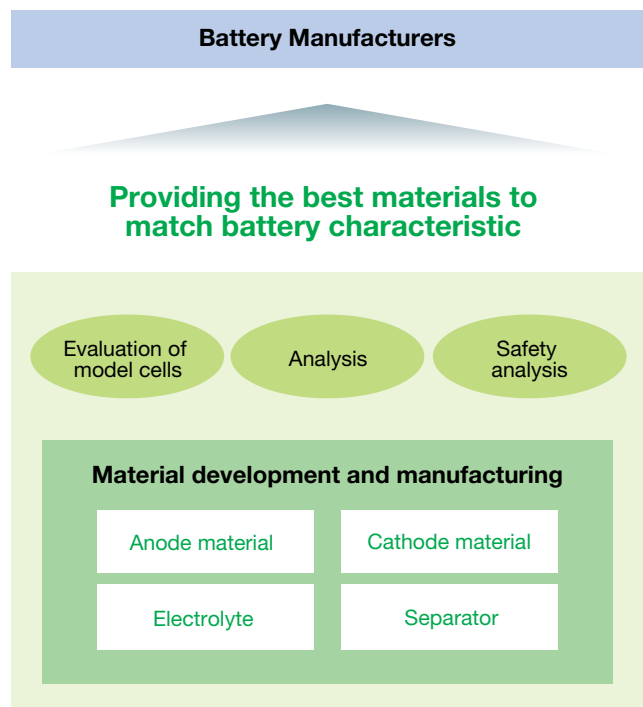 Battery Manufacturers
Providing the best materials to
match battery characteristic
Evaluation of
model cells
Analysis
Safety
analysis
Material development and manufacturing
Anode material
Cathode material
Electrolyte
Separator